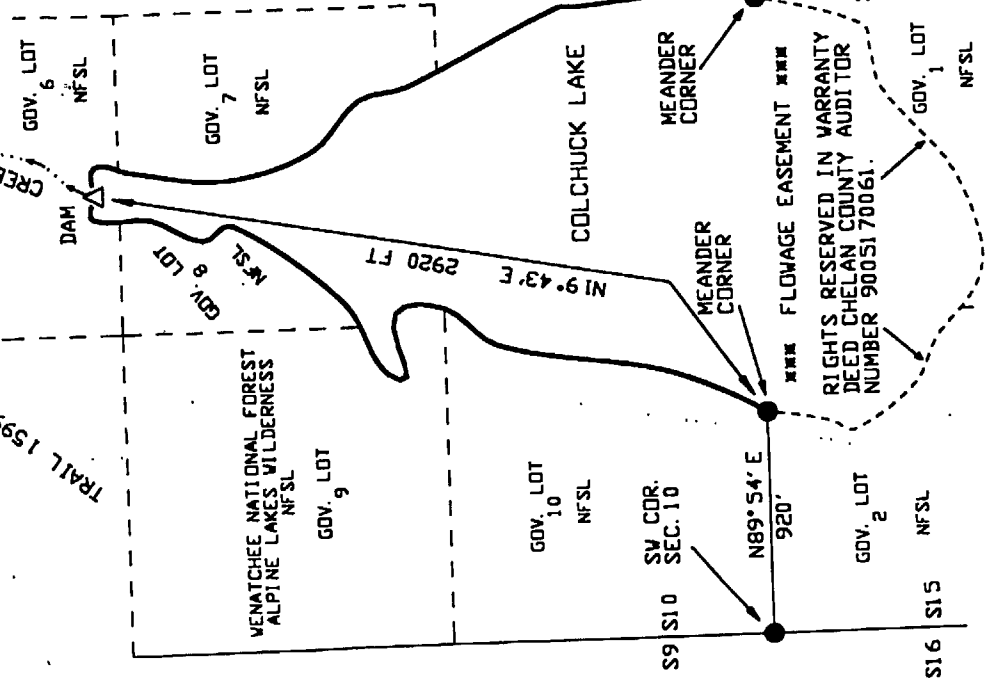 GOV. LOT
6
NFSL
GOV. LOT
7
NFSL
CREE
DAM
GOV. LOT
8
NFSL
TRAIL 159
WENATCHEE NATIONAL FOREST
ALPINE LAKES WILDERNESS
NFSL
GOV. LOT
9
COLCHUCK LAKE
N19°43'E
2920 FT
MEANDER
CORNER
GOV. LOT
1
NFSL
*** FLOWAGE EASEMENT ***
RIGHTS RESERVED IN WARRANTY
DEED CHELAN COUNTY AUDITOR
NUMBER 9005170061.
MEANDER
CORNER
GOV. LOT
10
NFSL
SW COR.
SEC. 10
N89°54' E
920'
GOV. LOT
2
NFSL
S9 S10
S16 S15